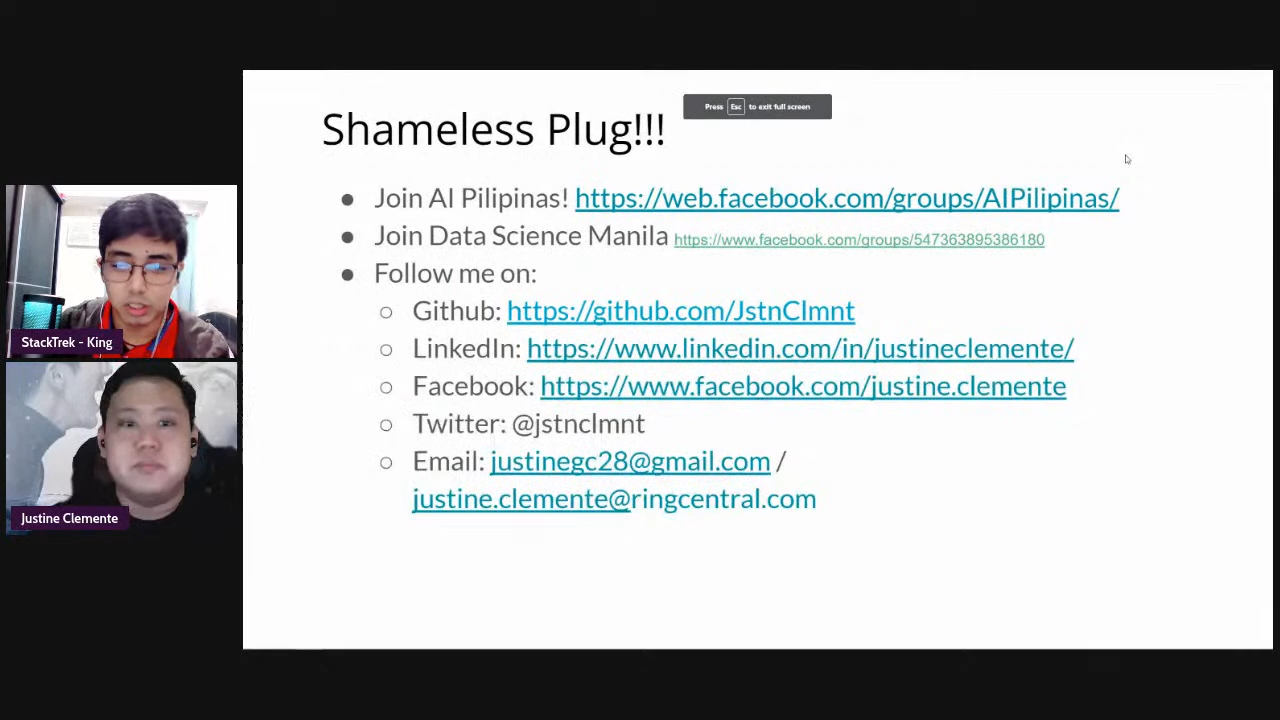 Shameless Plug!!!
Press Esc to exit full screen
● Join AI Pilipinas! https://web.facebook.com/groups/AIPilipinas/
● Join Data Science Manila https://www.facebook.com/groups/547363895386180
● Follow me on:
○ Github: https://github.com/JstnClmnt
○ LinkedIn: https://www.linkedin.com/in/justineclemente/
○ Facebook: https://www.facebook.com/justine.clemente
○ Twitter: @jstnclmnt
○ Email: justinegc28@gmail.com /
justine.clemente@ringcentral.com
StackTrek - King
Justine Clemente